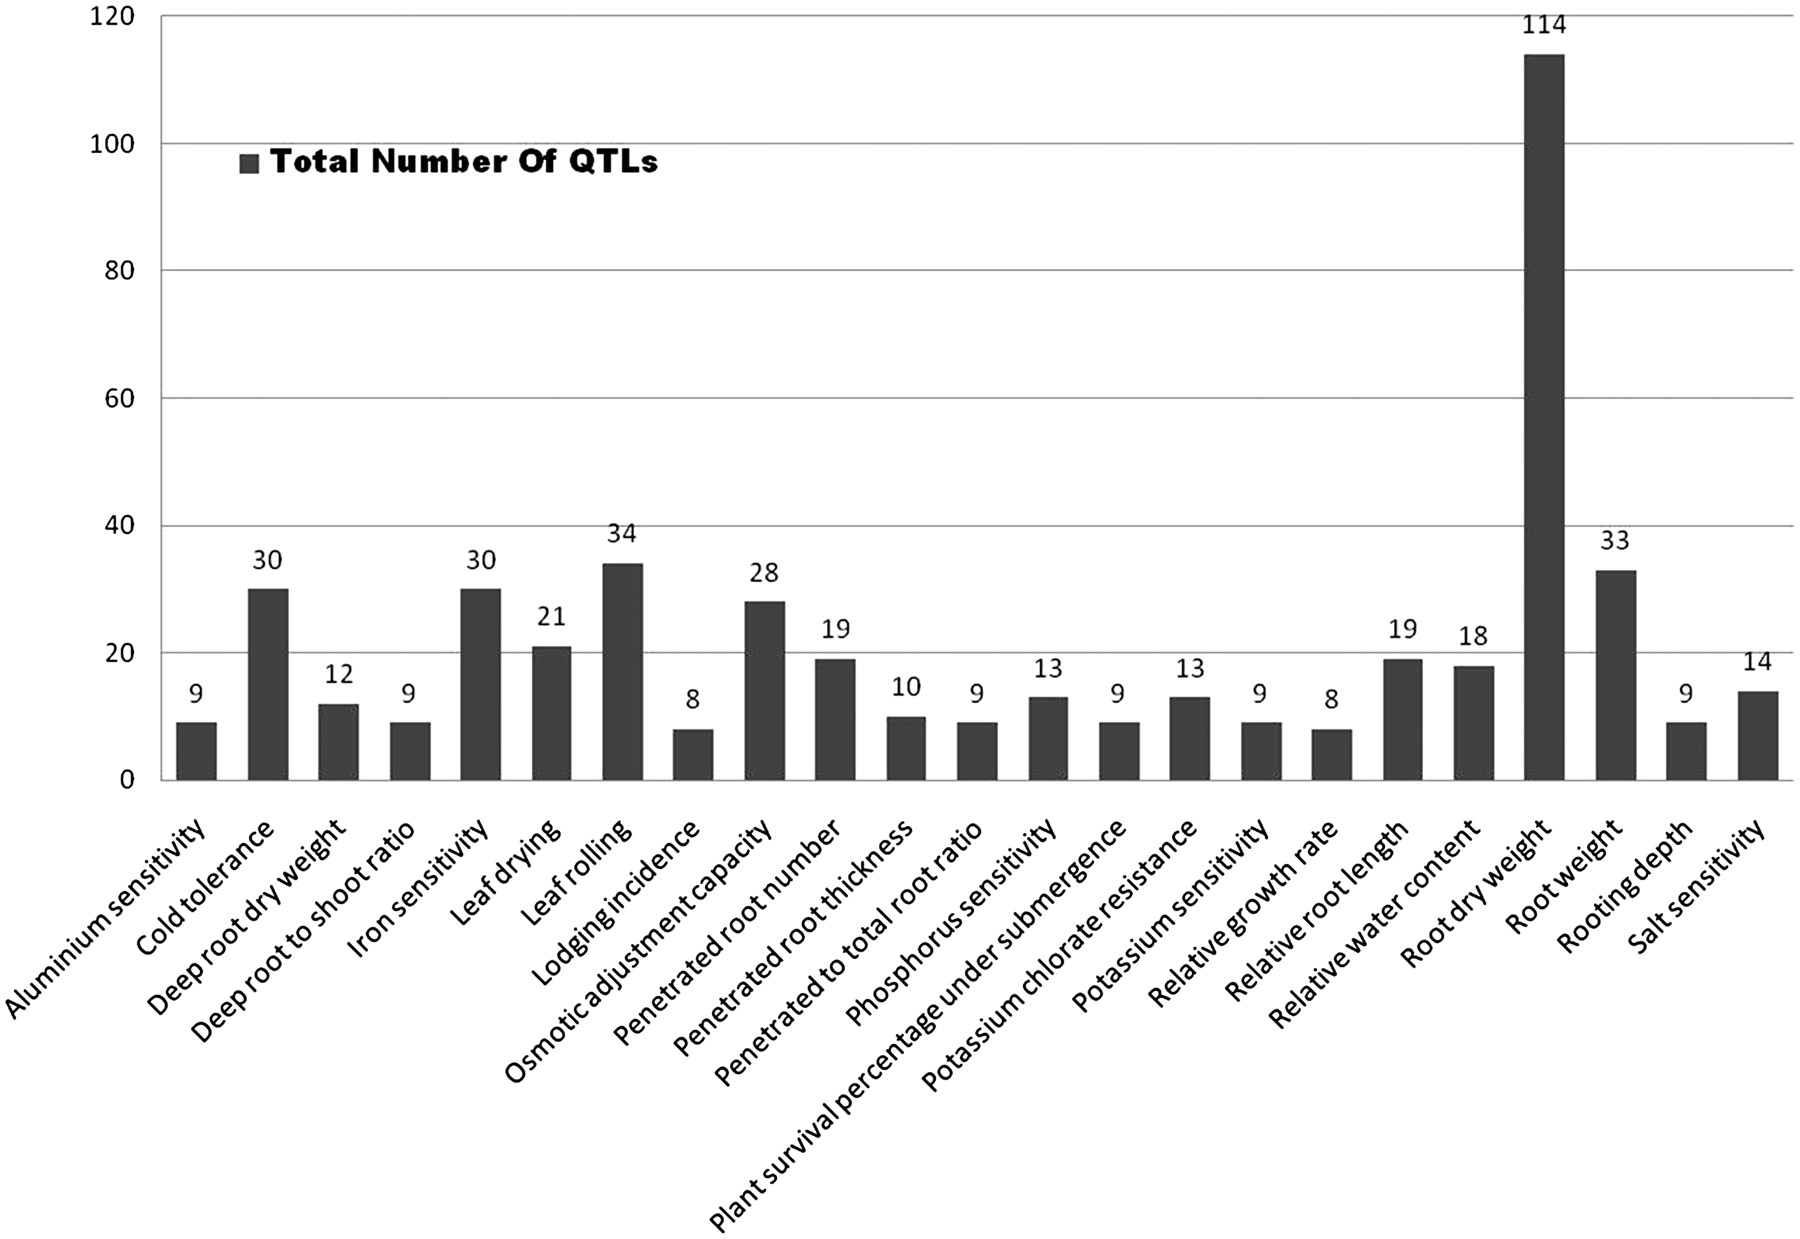 120
100
80
60
40
20
0
Total Number Of QTLs
9
30
12
9
30
21
34
8
28
19
10
9
13
9
13
9
8
19
18
114
33
9
14
Aluminium sensitivity
Cold tolerance
Deep root dry weight
Deep root to shoot ratio
Iron sensitivity
Leaf drying
Leaf rolling
Lodging incidence
Osmotic adjustment capacity
Penetrated root number
Penetrated root thickness
Penetrated to total root ratio
Phosphorus sensitivity
Plant survival percentage under submergence
Potassium chlorate resistance
Potassium sensitivity
Relative growth rate
Relative root length
Relative water content
Root dry weight
Root weight
Rooting depth
Salt sensitivity